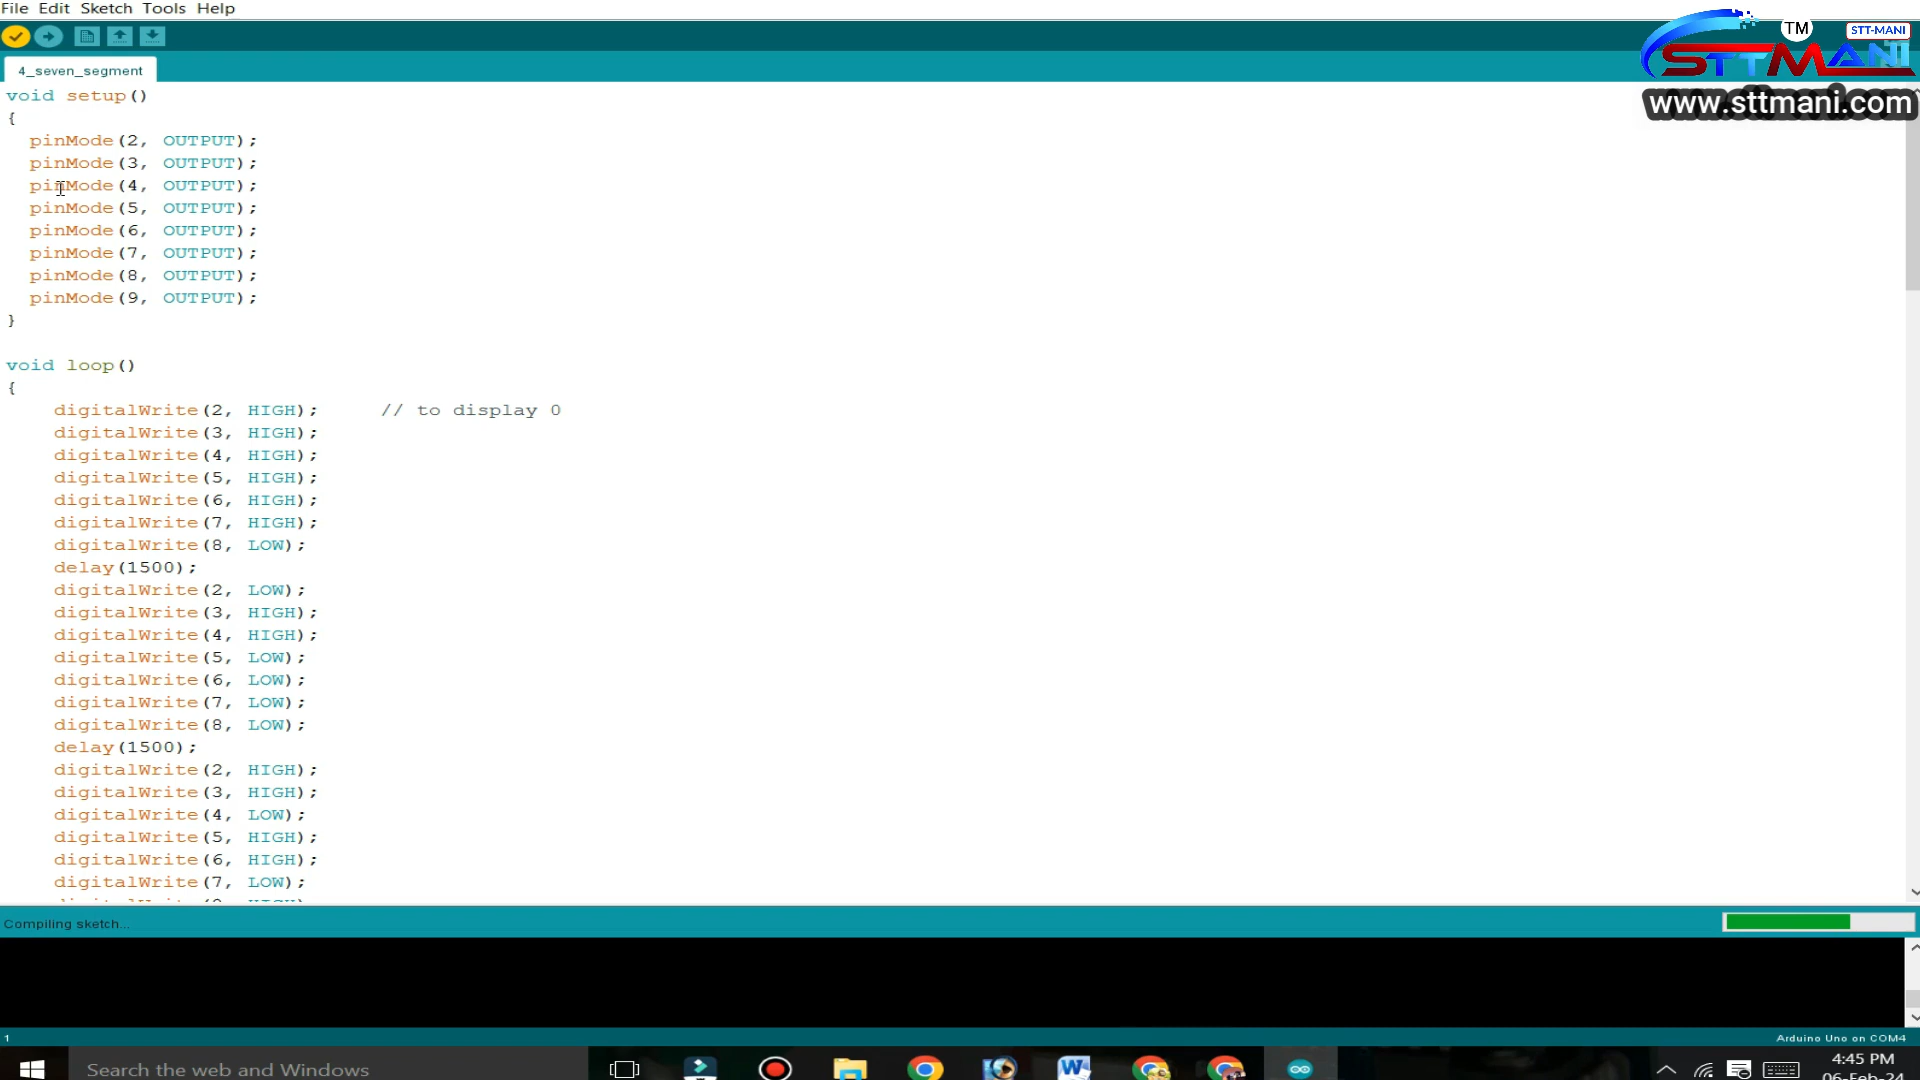 File Edit Sketch Tools Help
TM
STT-MANI
STTMANI
www.sttmani.com
4_seven_segment
void setup()
{
pinMode(2, OUTPUT);
pinMode(3, OUTPUT);
pinMode(4, OUTPUT);
pinMode(5, OUTPUT);
pinMode(6, OUTPUT);
pinMode(7, OUTPUT);
pinMode(8, OUTPUT);
pinMode(9, OUTPUT);
}
void loop()
{
digitalWrite(2, HIGH); // to display 0
digitalWrite(3, HIGH);
digitalWrite(4, HIGH);
digitalWrite(5, HIGH);
digitalWrite(6, HIGH);
digitalWrite(7, HIGH);
digitalWrite(8, LOW);
delay(1500);
digitalWrite(2, LOW);
digitalWrite(3, HIGH);
digitalWrite(4, HIGH);
digitalWrite(5, LOW);
digitalWrite(6, LOW);
digitalWrite(7, LOW);
digitalWrite(8, LOW);
delay(1500);
digitalWrite(2, HIGH);
digitalWrite(3, HIGH);
digitalWrite(4, LOW);
digitalWrite(5, HIGH);
digitalWrite(6, HIGH);
digitalWrite(7, LOW);
Compiling sketch...
1
Arduino Uno on COM4
Search the web and Windows
4:45 PM
06-Feb-24